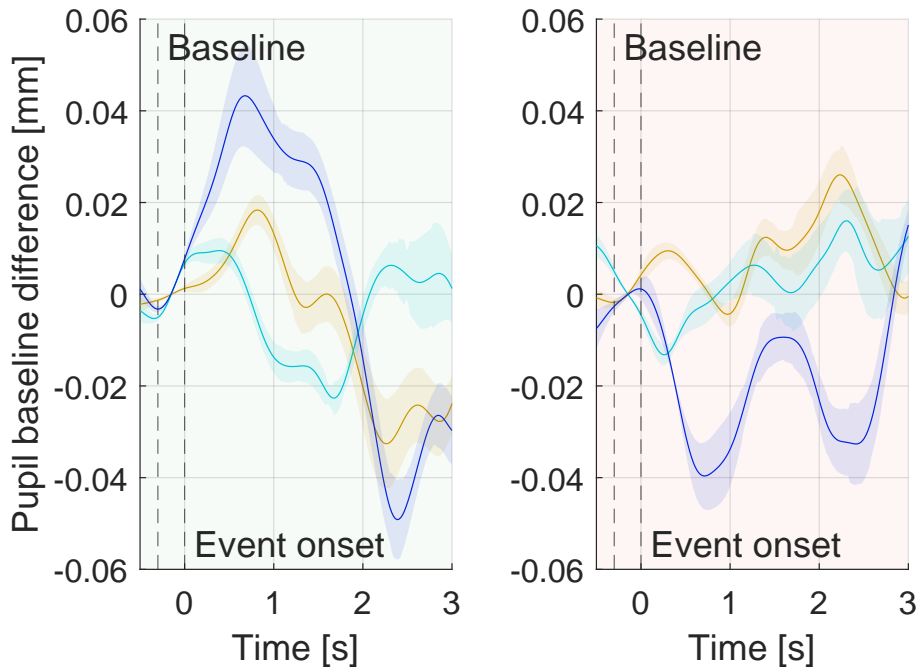 Pupil baseline difference [mm]
0.06
0.04
0.02
0
-0.02
-0.04
-0.06
Baseline
Event onset
0 1 2 3
Time [s]
0.06
0.04
0.02
0
-0.02
-0.04
-0.06
Baseline
Event onset
0 1 2 3
Time [s]